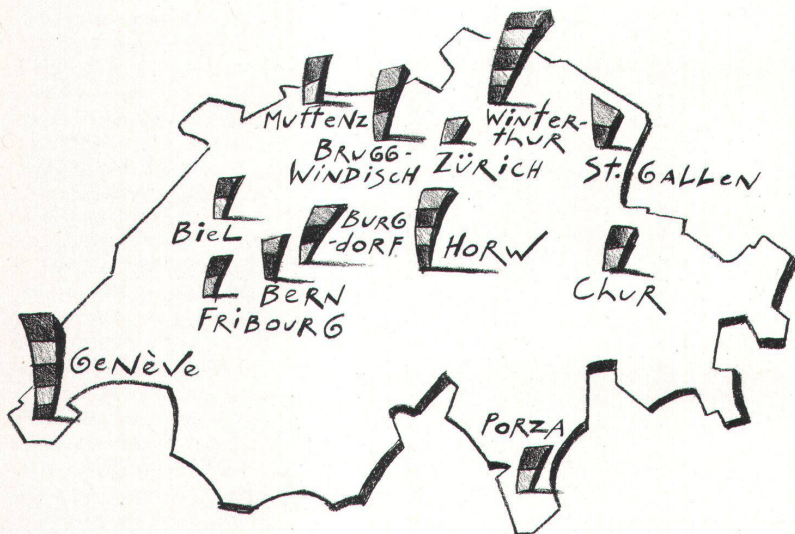 MuTTeNZ
BRUGG-
WiNDiSCH
ZÜRiCH
WiNTER-
ThUR
ST. GALLEN
BieL
BURG
-doRF
HORW
BERN
FRiBOURG
ChUR
GeNèVe
PORZA